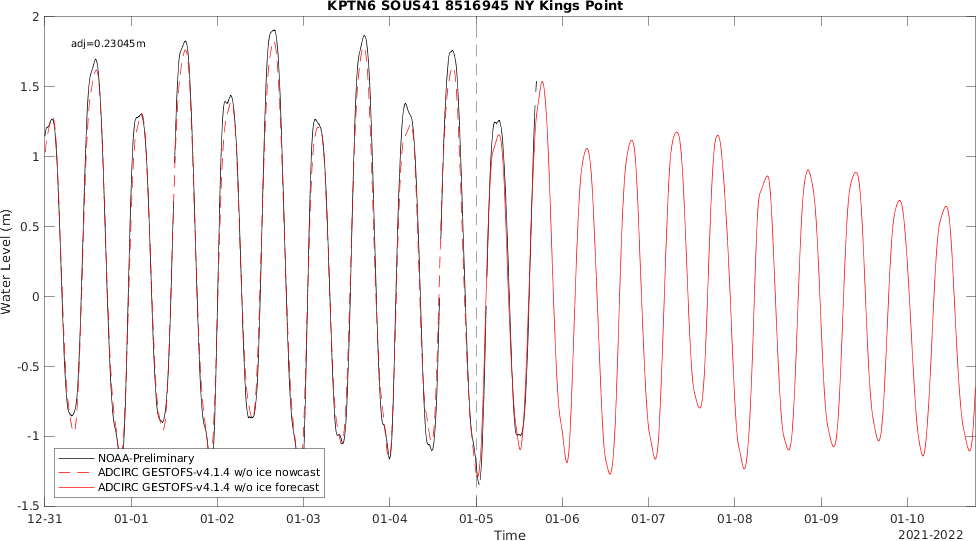 KPTN6 SOUS41 8516945 NY Kings Point
2
adj=0.23045m
1.5
1
0.5
0
-0.5
-1
-1.5
Water Level (m)
NOAA-Preliminary
ADCIRC GESTOFS-v4.1.4 w/o ice nowcast
ADCIRC GESTOFS-v4.1.4 w/o ice forecast
12-31 01-01 01-02 01-03 01-04 01-05 01-06 01-07 01-08 01-09 01-10
Time
2021-2022